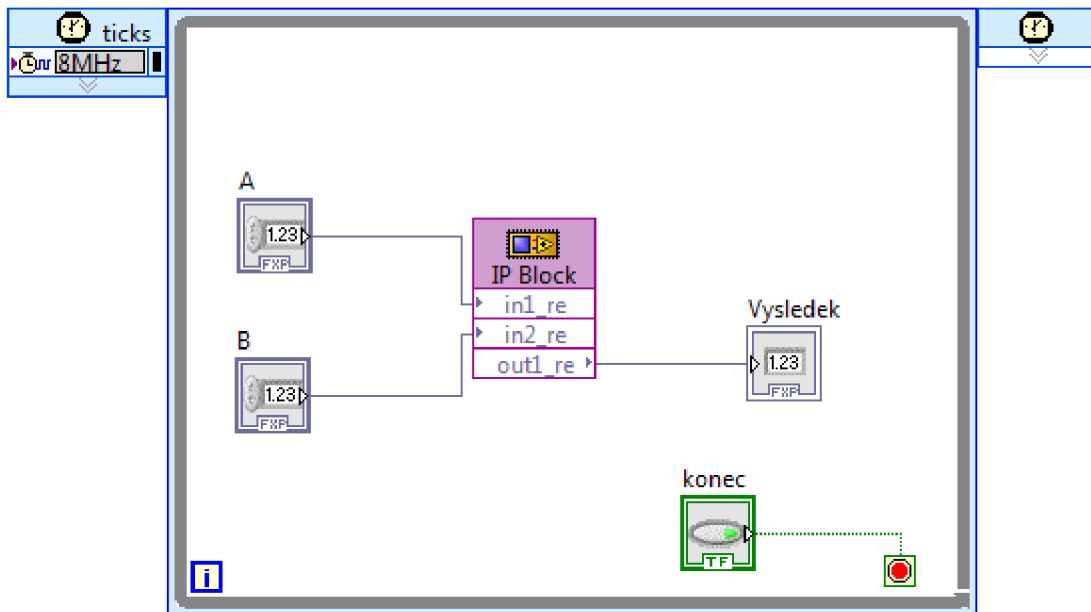 ticks
8MHz
A
1.23
FXP
IP Block
in1_re
in2_re
out1_re
B
1.23
FXP
Vysledek
1.23
FXP
konec
TF
i